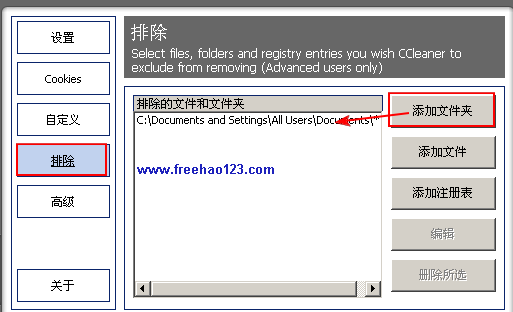 设置
Cookies
自定义
排除
高级
关于
排除
Select files, folders and registry entries you wish CCleaner to
exclude from removing (Advanced users only)
排除的文件和文件夹
C:\Documents and Settings\All Users\Documents\*
www.freehao123.com
添加文件夹
添加文件
添加注册表
编辑
删除所选